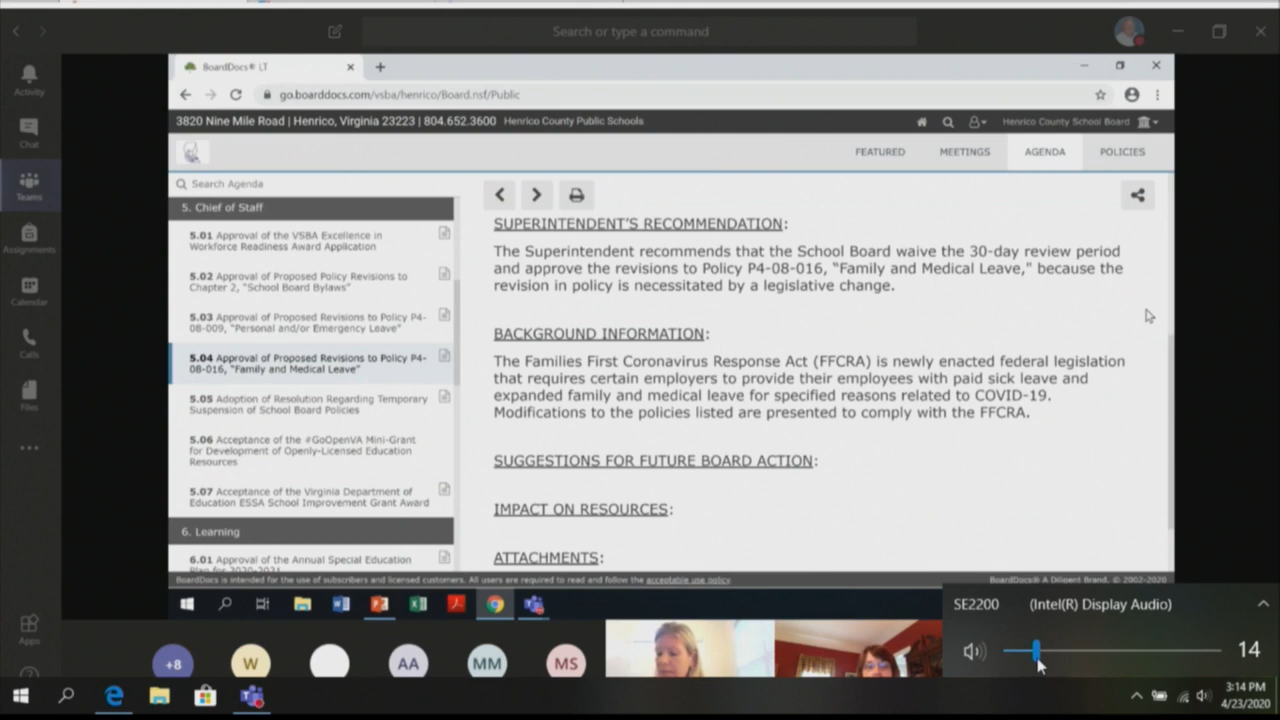 Search or type a command
Activity
Chat
Teams
Assignments
Calendar
Calls
Files
Apps
BoardDocs® LT
go.boarddocs.com/vsba/henrico/Board.nsf/Public
3820 Nine Mile Road | Henrico, Virginia 23223 | 804.652.3600 Henrico County Public Schools
Henrico County School Board
FEATURED MEETINGS AGENDA POLICIES
Search Agenda
5. Chief of Staff
5.01 Approval of the VSBA Excellence in
Workforce Readiness Award Application
5.02 Approval of Proposed Policy Revisions to
Chapter 2, "School Board Bylaws"
5.03 Approval of Proposed Revisions to Policy P4-
08-009, "Personal and/or Emergency Leave"
5.04 Approval of Proposed Revisions to Policy P4-
08-016, "Family and Medical Leave"
5.05 Adoption of Resolution Regarding Temporary
Suspension of School Board Policies
5.06 Acceptance of the #GoOpenVA Mini-Grant
for Development of Openly-Licensed Education
Resources
5.07 Acceptance of the Virginia Department of
Education ESSA School Improvement Grant Award
6. Learning
6.01 Approval of the Annual Special Education
Plan for 2020-2021
SUPERINTENDENT'S RECOMMENDATION:
The Superintendent recommends that the School Board waive the 30-day review period
and approve the revisions to Policy P4-08-016, "Family and Medical Leave," because the
revision in policy is necessitated by a legislative change.
BACKGROUND INFORMATION:
The Families First Coronavirus Response Act (FFCRA) is newly enacted federal legislation
that requires certain employers to provide their employees with paid sick leave and
expanded family and medical leave for specified reasons related to COVID-19.
Modifications to the policies listed are presented to comply with the FFCRA.
SUGGESTIONS FOR FUTURE BOARD ACTION:
IMPACT ON RESOURCES:
ATTACHMENTS:
BoardDocs is intended for the use of subscribers and licensed customers. All users are required to read and follow the acceptable use policy.
BoardDocs® A Diligent Brand. © 2002-2020
SE2200 (Intel(R) Display Audio)
14
+8
W
AA
MM
MS
3:14 PM
4/23/2020